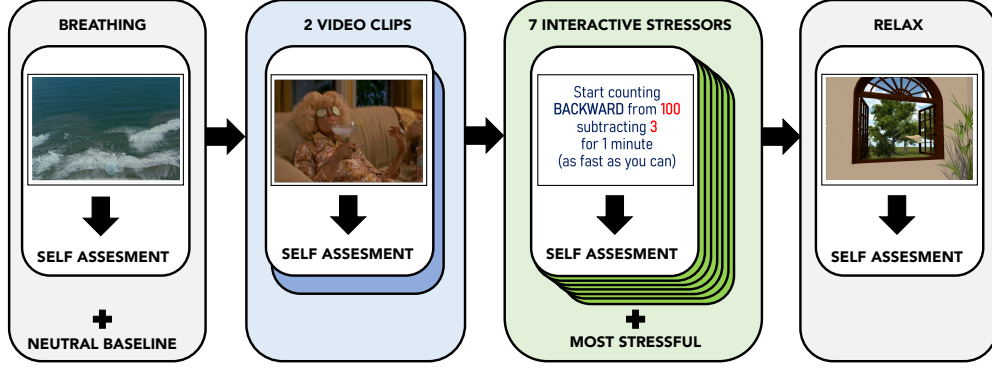 BREATHING
SELF ASSESMENT
+
NEUTRAL BASELINE
2 VIDEO CLIPS
SELF ASSESMENT
7 INTERACTIVE STRESSORS
Start counting
BACKWARD from 100
subtracting 3
for 1 minute
(as fast as you can)
SELF ASSESMENT
+
MOST STRESSFUL
RELAX
SELF ASSESMENT